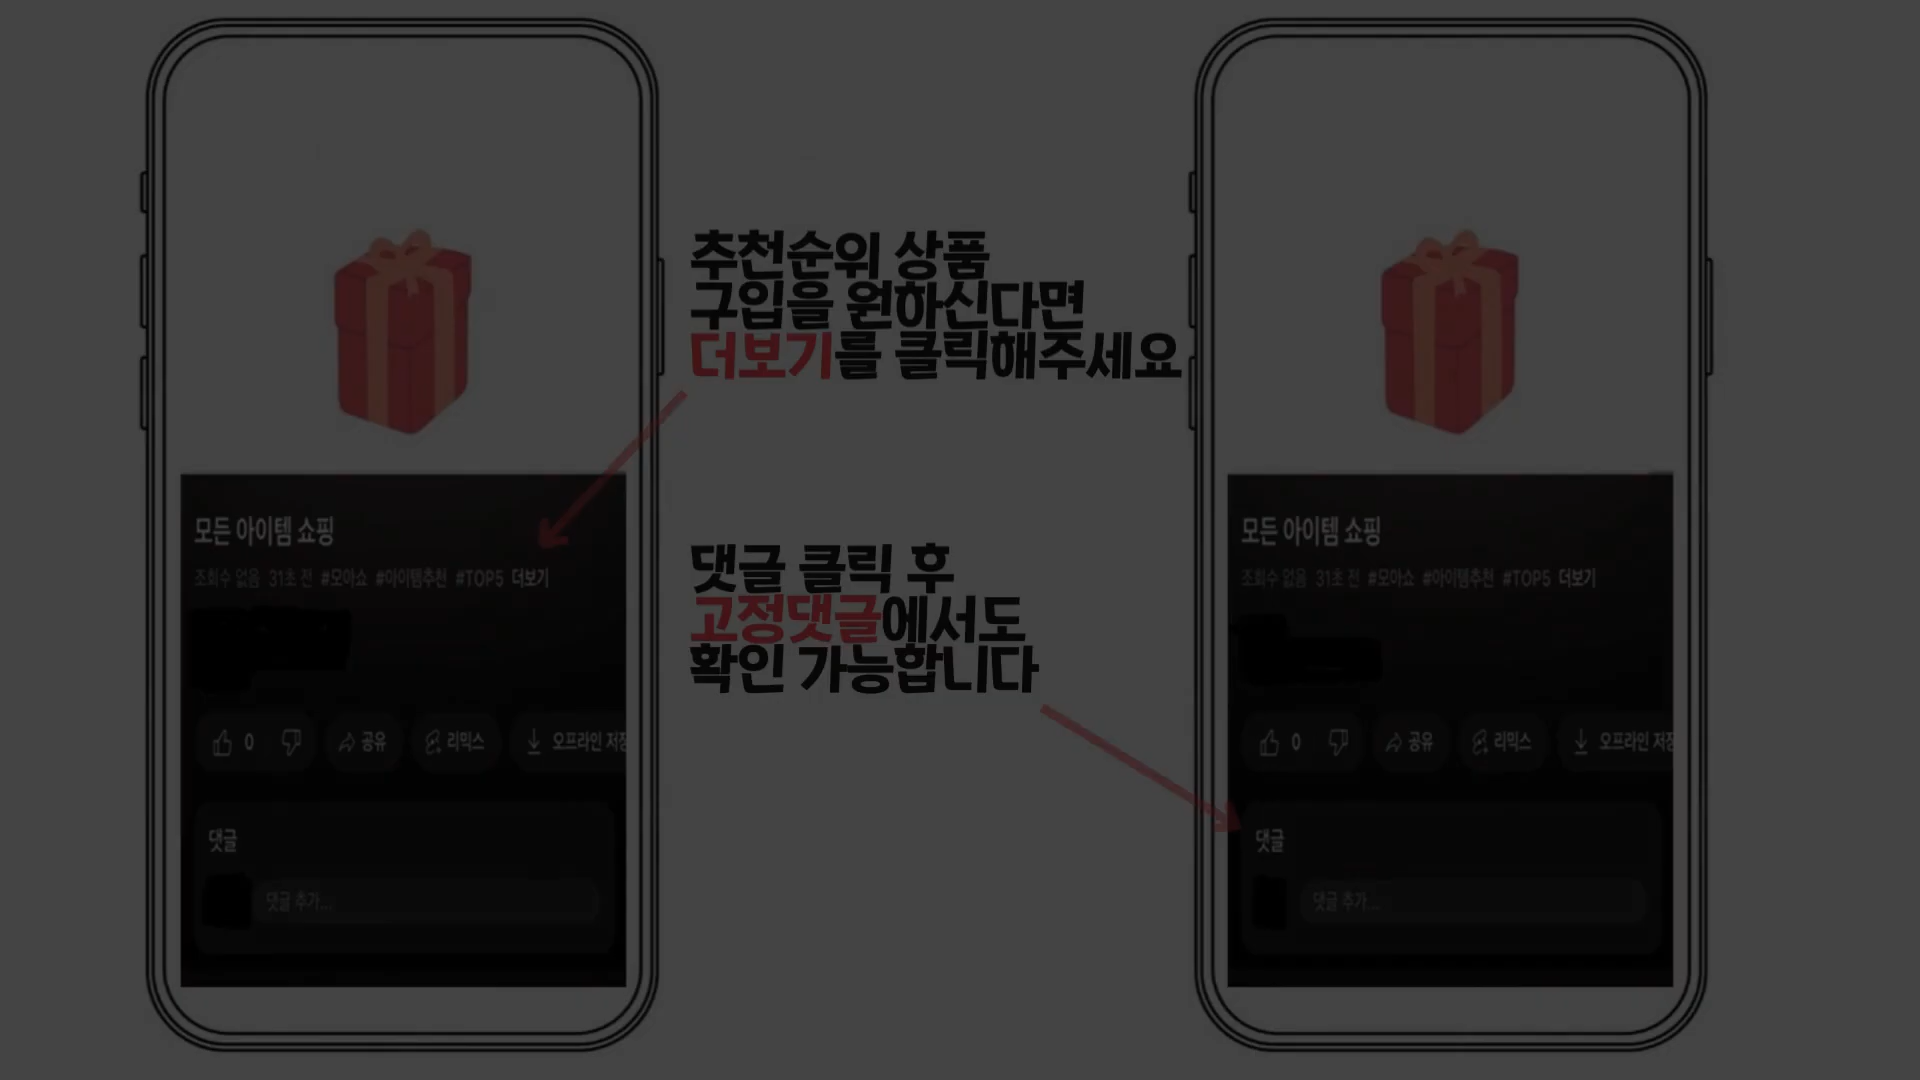 추천순위 상품
구입을 원하신다면
더보기를 클릭해주세요
댓글 클릭 후
고정댓글에서도
확인 가능합니다
모든 아이템 쇼핑
조회수 없음 31초 전 #모아쇼 #아이템추천 #TOP5 더보기
0 공유 리믹스 오프라인 저장
댓글
댓글 추가...
모든 아이템 쇼핑
조회수 없음 31초 전 #모아쇼 #아이템추천 #TOP5 더보기
0 공유 리믹스 오프라인 저장
댓글
댓글 추가...